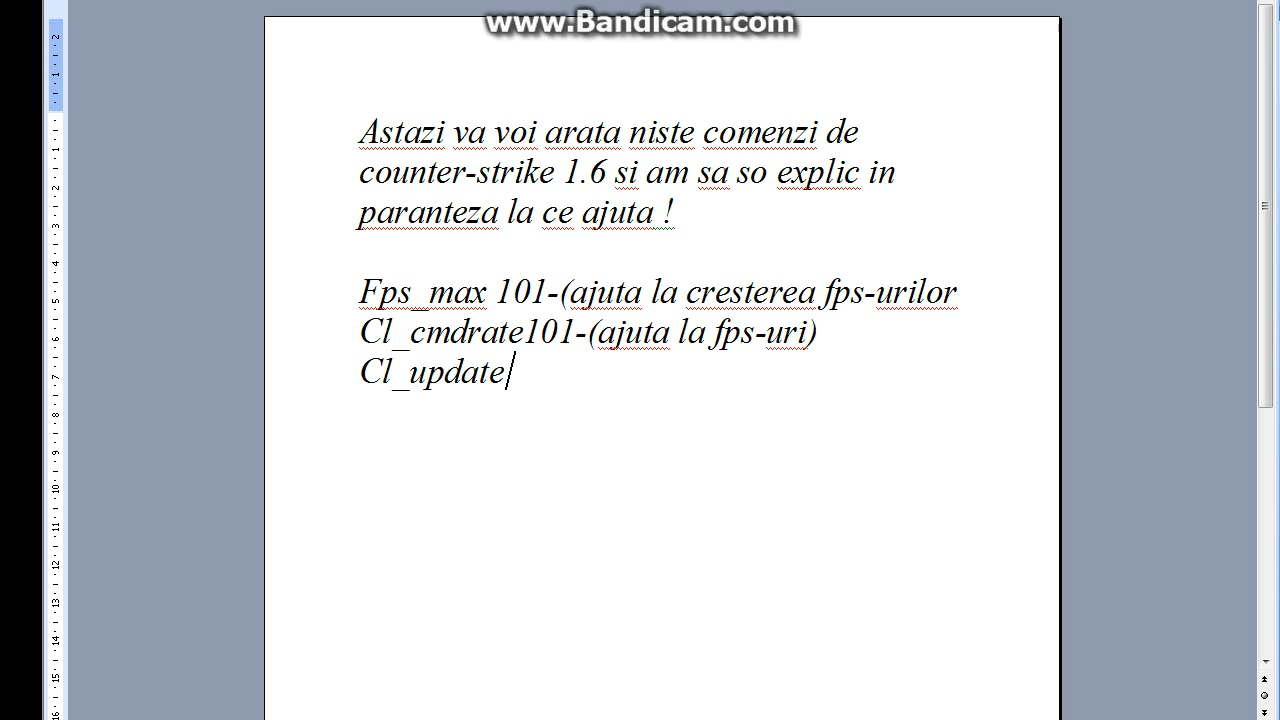 www.Bandicam.com
Astazi va voi arata niste comenzi de
counter-strike 1.6 si am sa so explic in
paranteza la ce ajuta !
Fps_max 101-(ajuta la cresterea fps-urilor
Cl_cmdrate101-(ajuta la fps-uri)
Cl_update